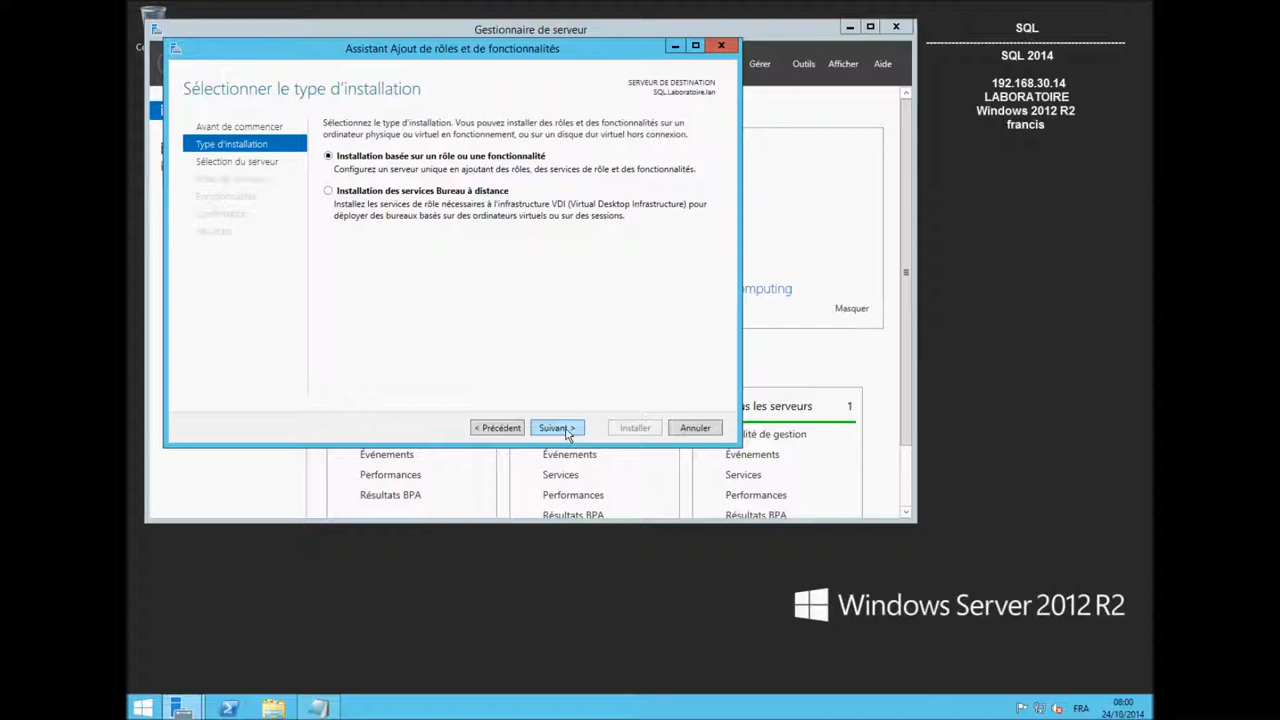 Gestionnaire de serveur
Assistant Ajout de rôles et de fonctionnalités
Gérer
Outils
Afficher
Aide
Sélectionner le type d'installation
SERVEUR DE DESTINATION
SQL.Laboratoire.lan
Avant de commencer
Type d'installation
Sélection du serveur
Fonctionnalités
Confirmation
Sélectionnez le type d'installation. Vous pouvez installer des rôles et des fonctionnalités sur un
ordinateur physique ou virtuel en fonctionnement, ou sur un disque dur virtuel hors connexion.
Installation basée sur un rôle ou une fonctionnalité
Configurez un serveur unique en ajoutant des rôles, des services de rôle et des fonctionnalités.
Installation des services Bureau à distance
Installez les services de rôle nécessaires à l'infrastructure VDI (Virtual Desktop Infrastructure) pour
déployer des bureaux basés sur des ordinateurs virtuels ou sur des sessions.
< Précédent
Suivant >
Installer
Annuler
omputing
Masquer
s les serveurs 1
lité de gestion
Événements
Performances
Résultats BPA
Événements
Services
Performances
Résultats BPA
Événements
Services
Performances
Résultats BPA
SQL
SQL 2014
192.168.30.14
LABORATOIRE
Windows 2012 R2
francis
Windows Server 2012 R2
FRA
08:00
24/10/2014